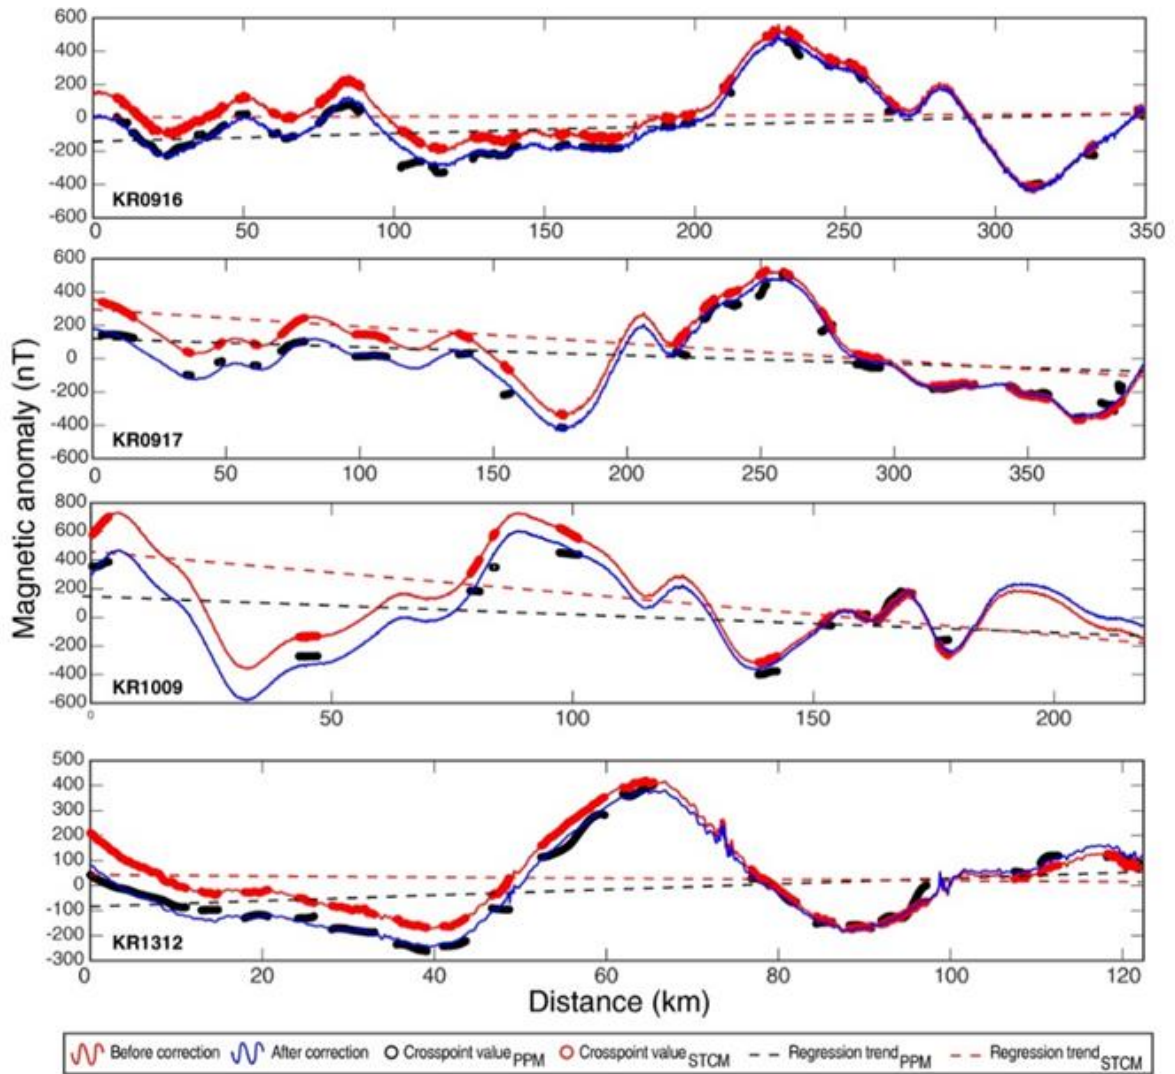 600
400
200
0
-200
-400
-600
KR0916
0 50 100 150 200 250 300 350
600
400
200
0
-200
-400
-600
KR0917
0 50 100 150 200 250 300 350
800
600
400
200
0
-200
-400
-600
KR1009
0 50 100 150 200
500
400
300
200
100
0
-100
-200
-300
KR1312
0 20 40 60 80 100 120
Magnetic anomaly (nT)
Distance (km)
Before correction After correction Crosspoint value PPM Crosspoint value STCM Regression trend PPM Regression trend STCM